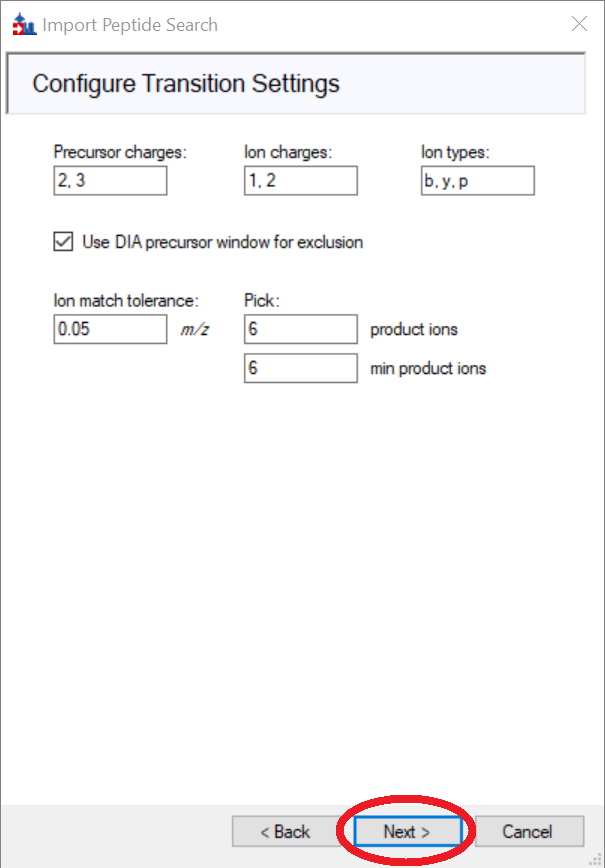 Import Peptide Search
Configure Transition Settings
Precursor charges: Ion charges: Ion types:
2, 3 1, 2 b, y, p
Use DIA precursor window for exclusion
Ion match tolerance: Pick:
0.05 m/z 6 product ions
6 min product ions
< Back Next > Cancel